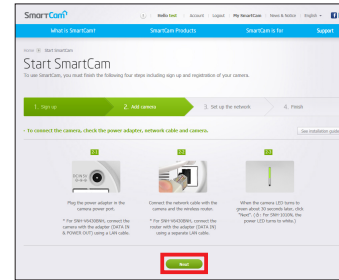 SmarTCam
Hello test Account Logout My SmartCam News & Notice English
What is SmartCam? SmartCam Products SmartCam is for Support
Home Start SmartCam
Start SmartCam
To use SmartCam, you must finish the following four steps including sign up and registration of your camera.
1. Sign up 2. Add camera 3. Set up the network 4. Finish
- To connect the camera, check the power adapter, network cable and camera.
See installation guide
Plug the power adapter in the
camera power port.
* For SNH-
camera with the adapter (DATA IN
& POWER OUT) using a LAN cable.
Connect the network cable with the
camera and the wireless router.
* For SNH-
router with the adapter (DATA IN)
using a separate LAN cable.
When the camera LED turns to
green about 30 seconds later, click
"Next". (※: For SNH-1010N, the
power LED turns to white.)
Next